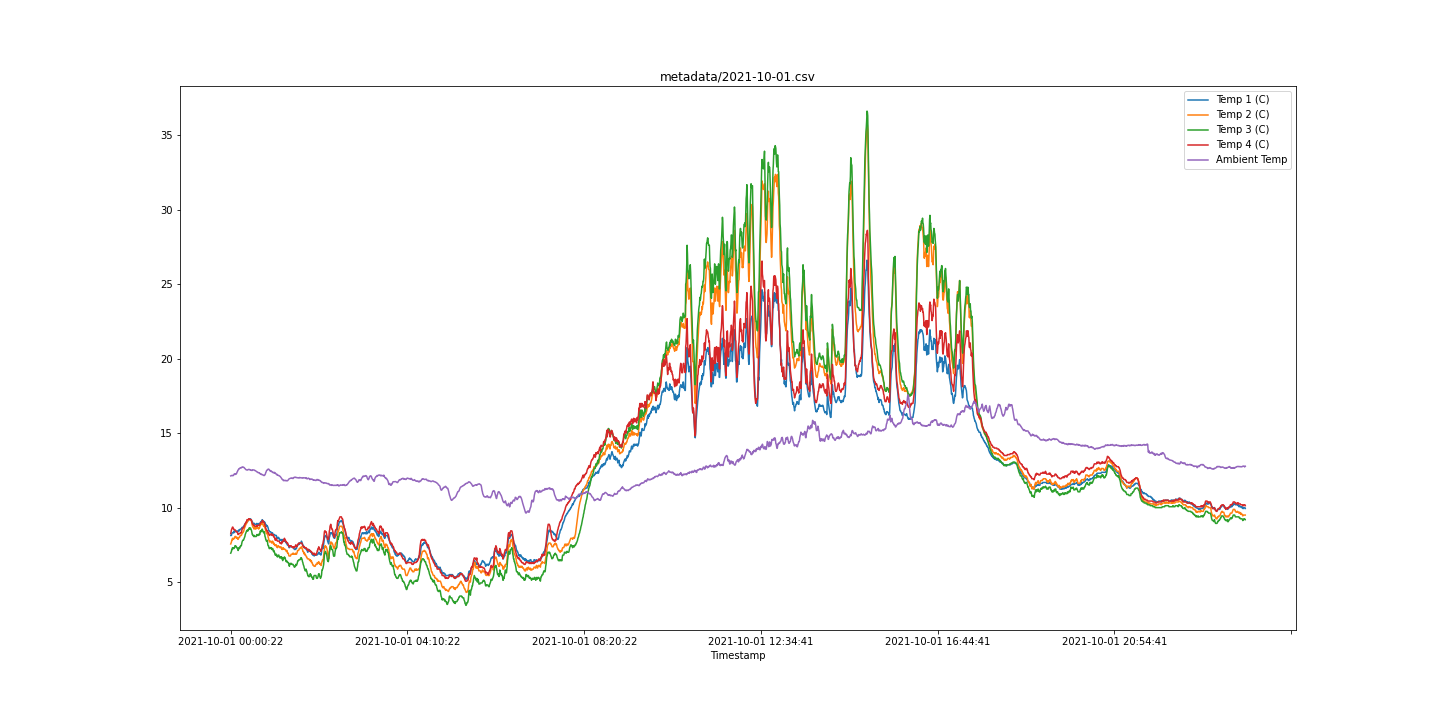 metadata/2021-10-01.csv
Temp 1 (C)
Temp 2 (C)
Temp 3 (C)
Temp 4 (C)
Ambient Temp
35
30
25
20
15
10
5
2021-10-01 00:00:22 2021-10-01 04:10:22 2021-10-01 08:20:22 2021-10-01 12:34:41 2021-10-01 16:44:41 2021-10-01 20:54:41
Timestamp